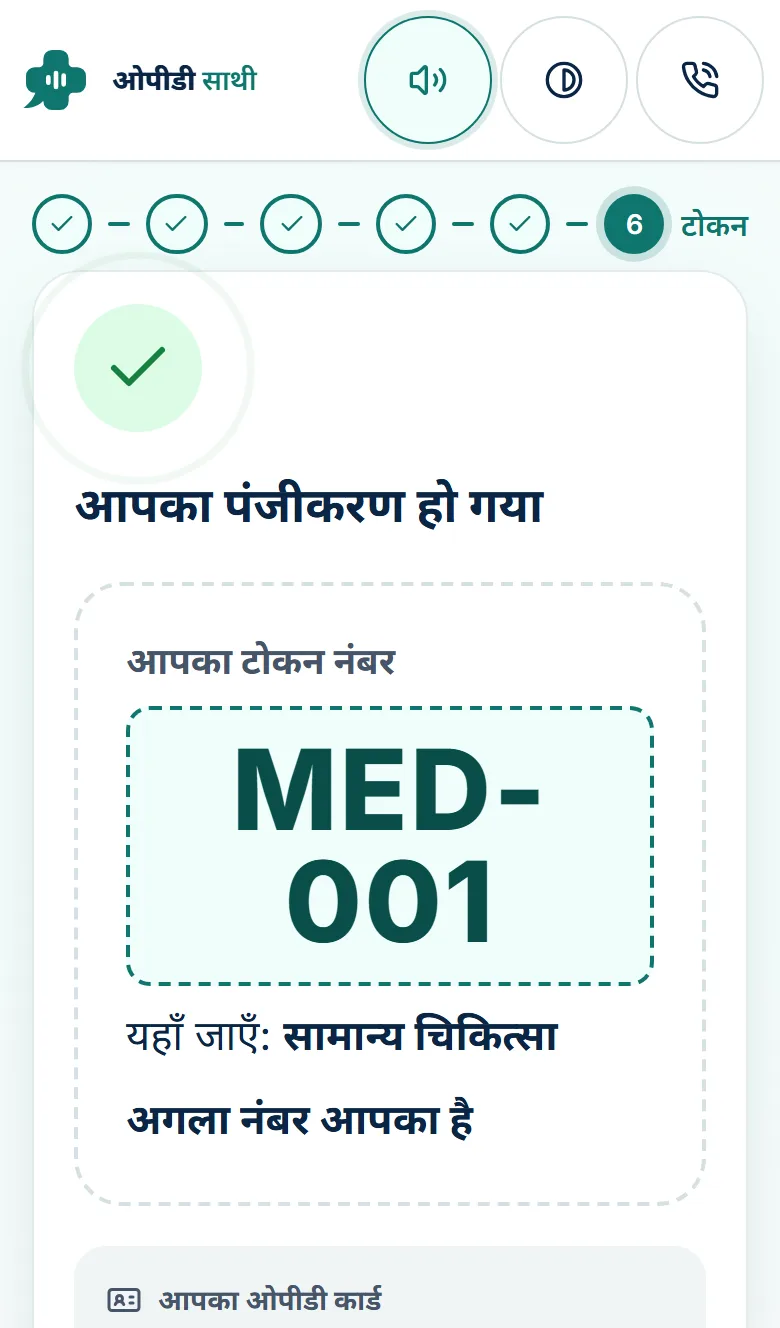 ओपीडी साथी
6 टोकन
आपका पंजीकरण हो गया
आपका टोकन नंबर
MED-
001
यहाँ जाएँ: सामान्य चिकित्सा
अगला नंबर आपका है
आपका ओपीडी कार्ड